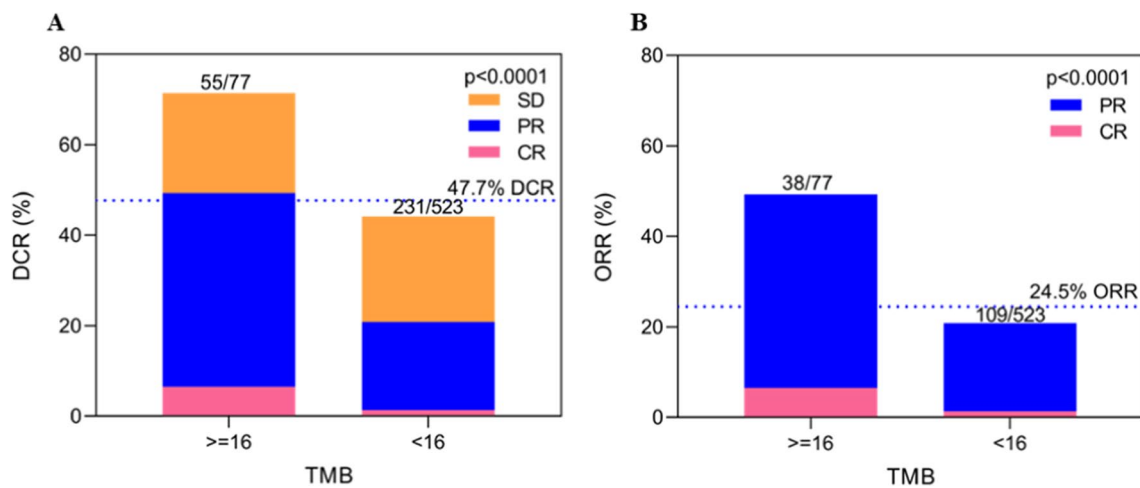 A
DCR (%)
80
60
40
20
0
55/77
231/523
47.7% DCR
p<0.0001
SD
PR
CR
>=16
<16
TMB
B
ORR (%)
80
60
40
20
0
38/77
109/523
24.5% ORR
p<0.0001
PR
CR
>=16
<16
TMB